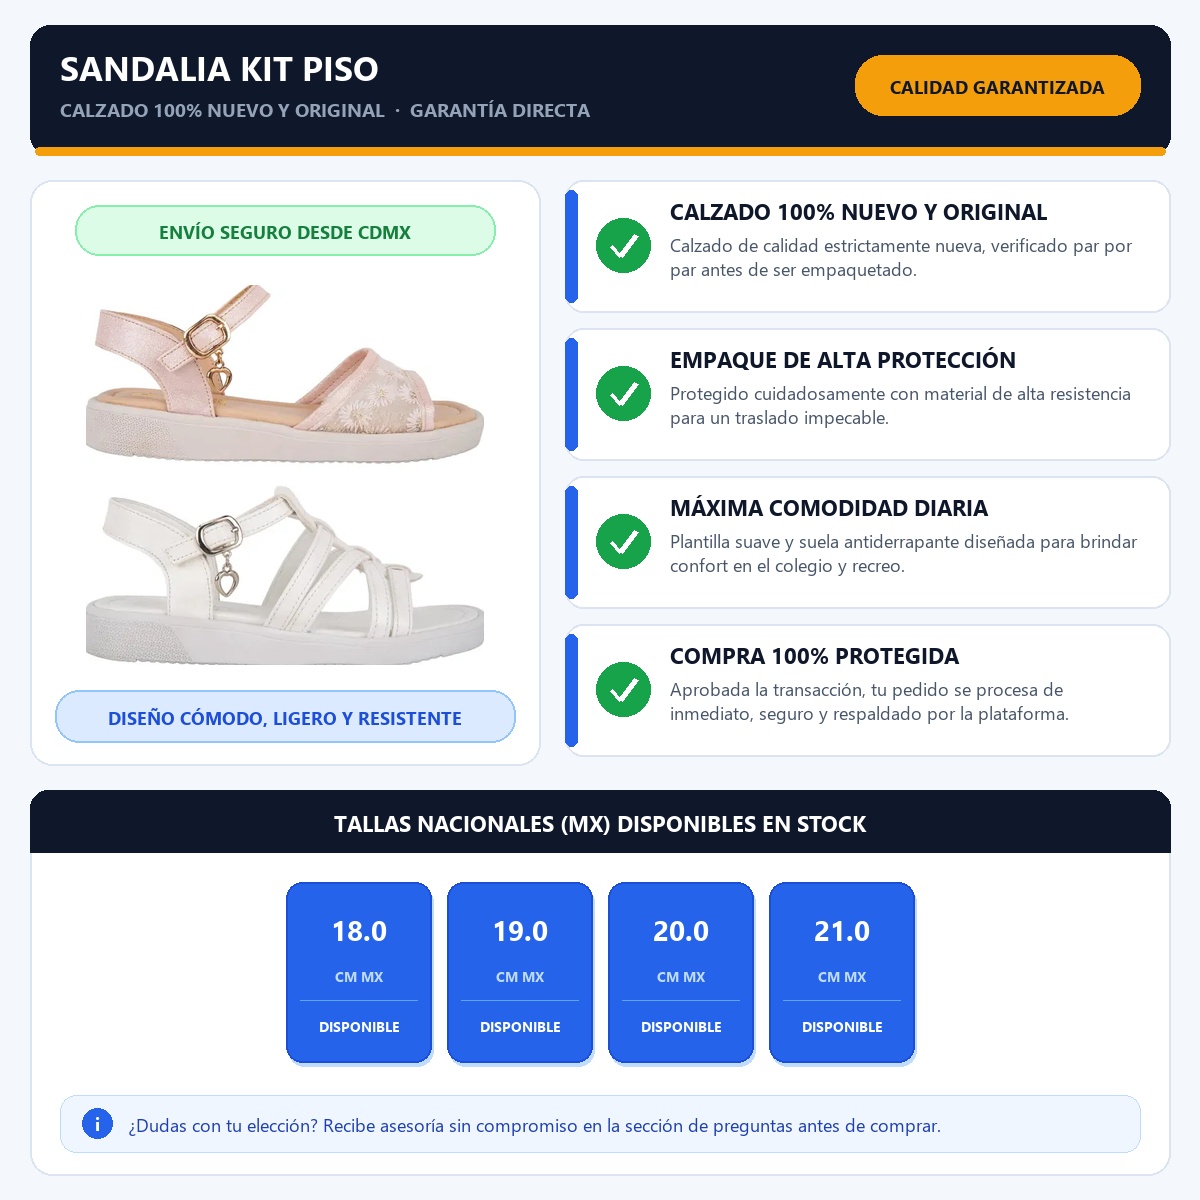 SANDALIA KIT PISO
CALZADO 100% NUEVO Y ORIGINAL · GARANTÍA DIRECTA
CALIDAD GARANTIZADA
ENVÍO SEGURO DESDE CDMX
DISEÑO CÓMODO, LIGERO Y RESISTENTE
CALZADO 100% NUEVO Y ORIGINAL
Calzado de calidad estrictamente nueva, verificado par por
par antes de ser empaquetado.
EMPAQUE DE ALTA PROTECCIÓN
Protegido cuidadosamente con material de alta resistencia
para un traslado impecable.
MÁXIMA COMODIDAD DIARIA
Plantilla suave y suela antiderrapante diseñada para brindar
confort en el colegio y recreo.
COMPRA 100% PROTEGIDA
Aprobada la transacción, tu pedido se procesa de
inmediato, seguro y respaldado por la plataforma.
TALLAS NACIONALES (MX) DISPONIBLES EN STOCK
18.0
CM MX
DISPONIBLE
19.0
CM MX
DISPONIBLE
20.0
CM MX
DISPONIBLE
21.0
CM MX
DISPONIBLE
i
¿Dudas con tu elección? Recibe asesoría sin compromiso en la sección de preguntas antes de comprar.